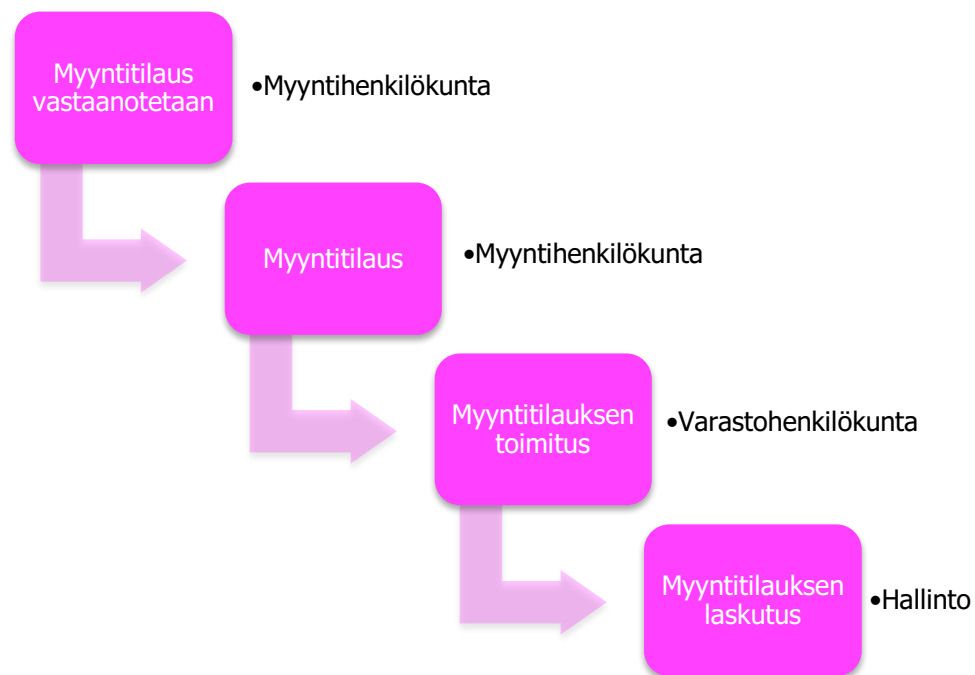 Myyntitilaus
vastaanotetaan
•Myyntihenkilökunta
Myyntitilaus
•Myyntihenkilökunta
Myyntitilauksen
toimitus
•Varastohenkilökunta
Myyntitilauksen
laskutus
•Hallinto